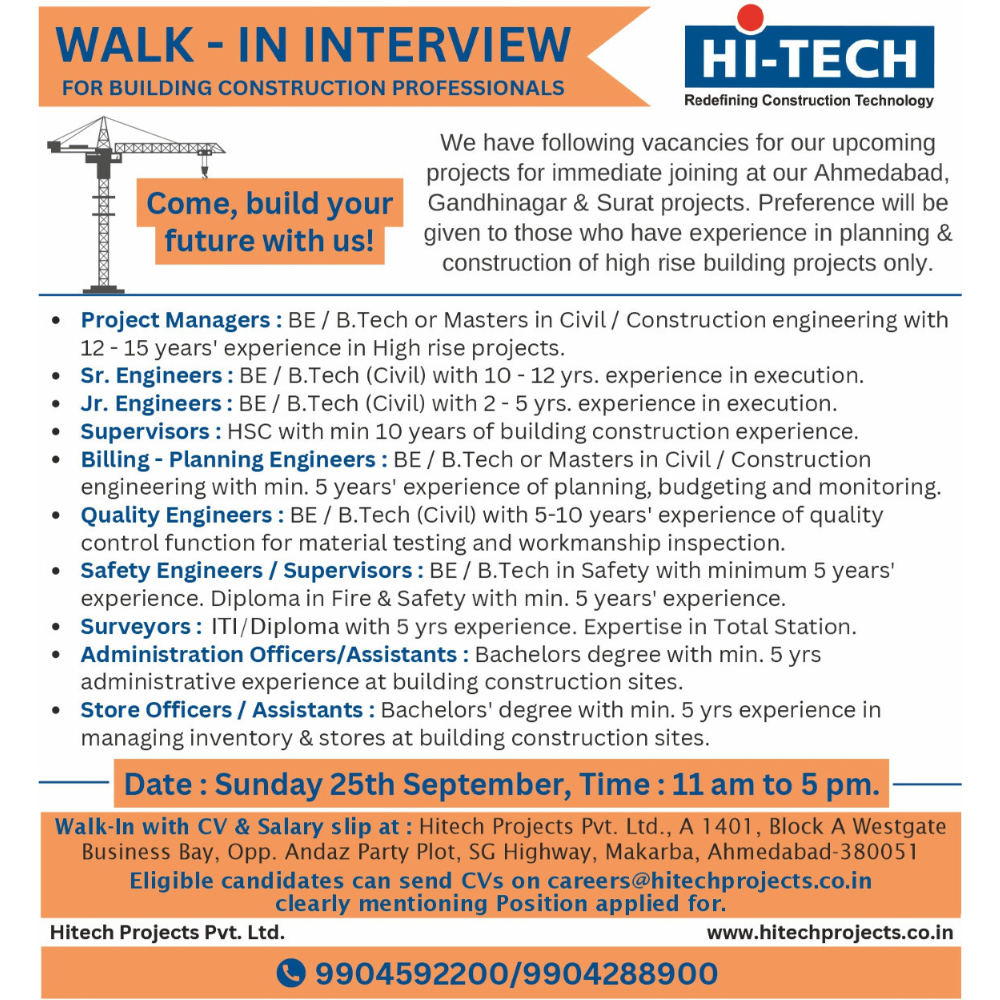 WALK - IN INTERVIEW
FOR BUILDING CONSTRUCTION PROFESSIONALS
Hi-TECH
Redefining Construction Technology
Come, build your
future with us!
We have following vacancies for our upcoming
projects for immediate joining at our Ahmedabad,
Gandhinagar & Surat projects. Preference will be
given to those who have experience in planning &
construction of high rise building projects only.
• Project Managers : BE / B.Tech or Masters in Civil / Construction engineering with
12 - 15 years' experience in High rise projects.
• Sr. Engineers : BE / B.Tech (Civil) with 10 - 12 yrs. experience in execution.
• Jr. Engineers : BE / B.Tech (Civil) with 2 - 5 yrs. experience in execution.
• Supervisors : HSC with min 10 years of building construction experience.
• Billing - Planning Engineers : BE / B.Tech or Masters in Civil / Construction
engineering with min. 5 years' experience of planning, budgeting and monitoring.
• Quality Engineers : BE / B.Tech (Civil) with 5-10 years' experience of quality
control function for material testing and workmanship inspection.
• Safety Engineers / Supervisors : BE / B.Tech in Safety with minimum 5 years'
experience. Diploma in Fire & Safety with min. 5 years' experience.
• Surveyors : ITI/Diploma with 5 yrs experience. Expertise in Total Station.
• Administration Officers/Assistants : Bachelors degree with min. 5 yrs
administrative experience at building construction sites.
• Store Officers / Assistants : Bachelors' degree with min. 5 yrs experience in
managing inventory & stores at building construction sites.
Date : Sunday 25th September, Time : 11 am to 5 pm.
Walk-In with CV & Salary slip at : Hitech Projects Pvt. Ltd., A 1401, Block A Westgate
Business Bay, Opp. Andaz Party Plot, SG Highway, Makarba, Ahmedabad-380051
Eligible candidates can send CVs on careers@hitechprojects.co.in
clearly mentioning Position applied for.
Hitech Projects Pvt. Ltd.
www.hitechprojects.co.in
9904592200/9904288900